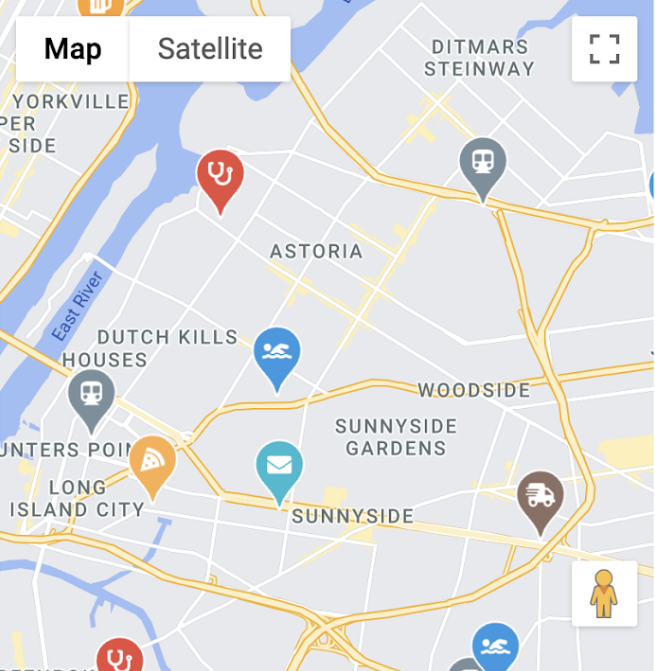 Map
Satellite
DITMARS
STEINWAY
YORKVILLE
PER
SIDE
ASTORIA
East River
DUTCH KILLS
HOUSES
WOODSIDE
SUNNYSIDE
GARDENS
UNTERS POIN
LONG
ISLAND CITY
SUNNYSIDE